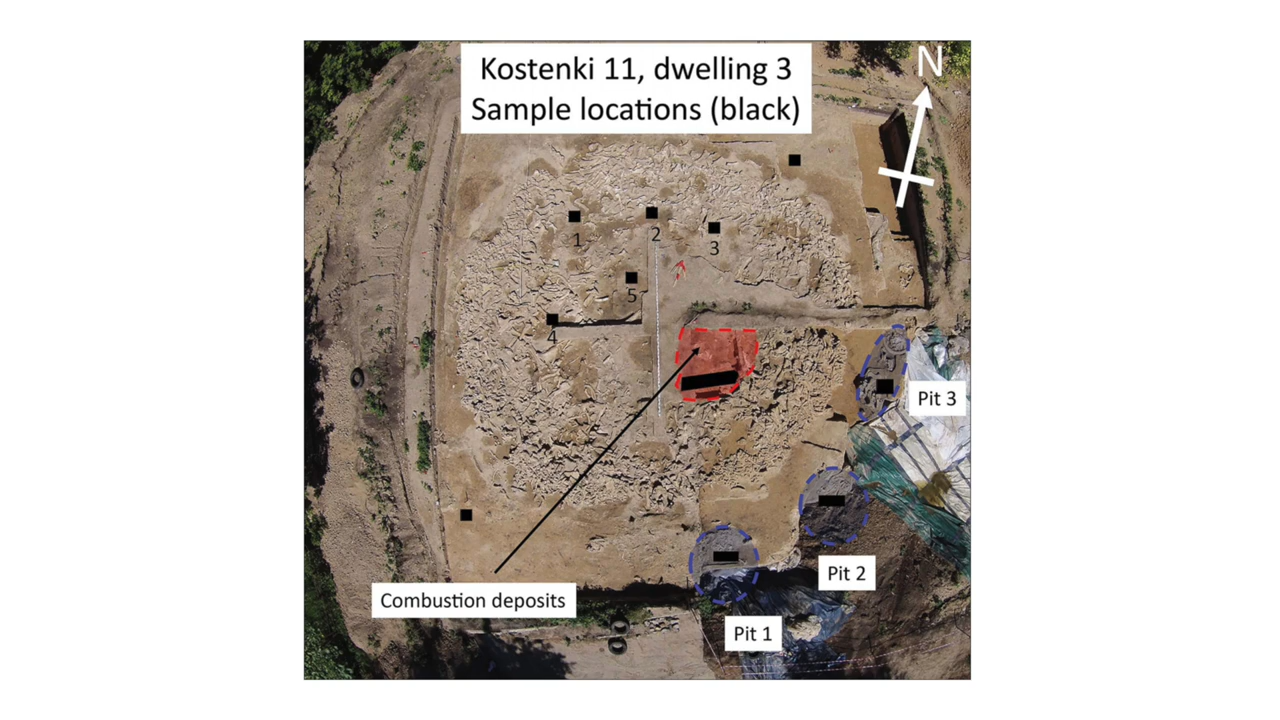 Kostenki 11, dwelling 3
Sample locations (black)
N
1
2
3
5
4
Pit 3
Pit 2
Combustion deposits
Pit 1